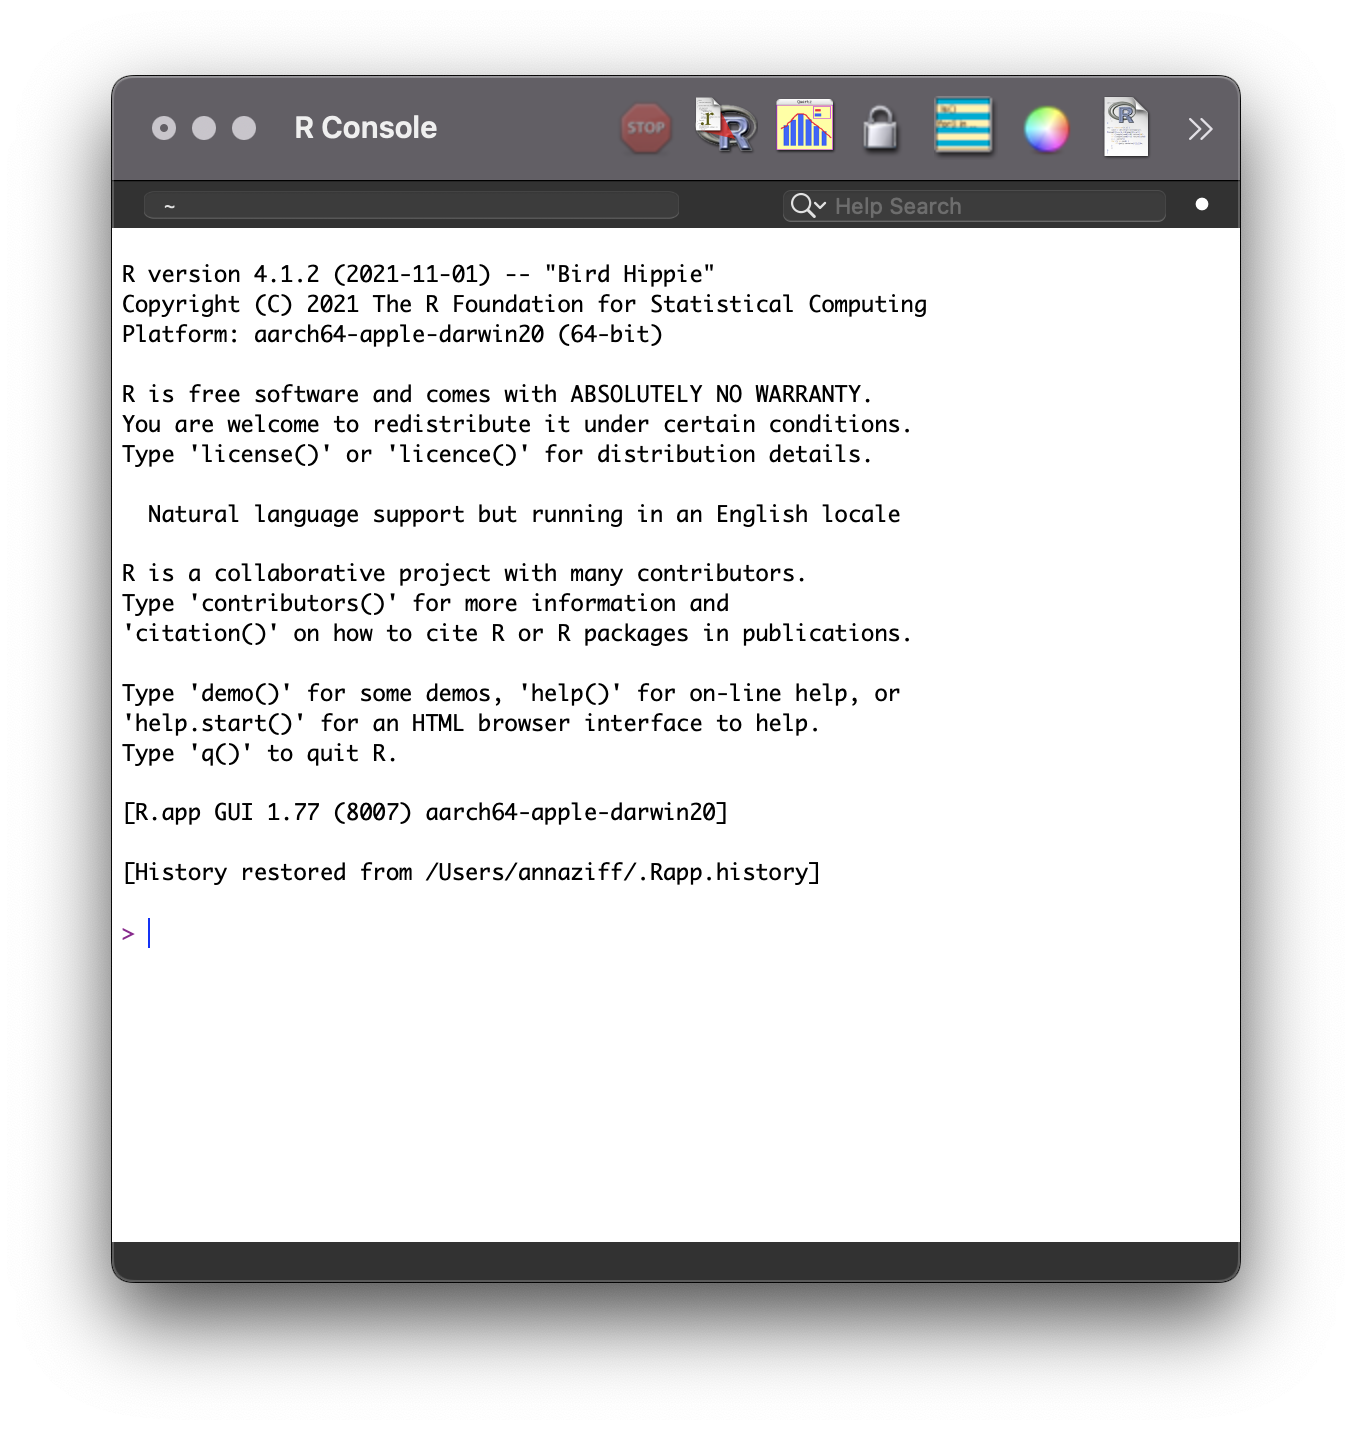 R Console
STOP
~
Help Search
R version 4.1.2 (2021-11-01) -- "Bird Hippie"
Copyright (C) 2021 The R Foundation for Statistical Computing
Platform: aarch64-apple-darwin20 (64-bit)
R is free software and comes with ABSOLUTELY NO WARRANTY.
You are welcome to redistribute it under certain conditions.
Type 'license()' or 'licence()' for distribution details.
Natural language support but running in an English locale
R is a collaborative project with many contributors.
Type 'contributors()' for more information and
'citation()' on how to cite R or R packages in publications.
Type 'demo()' for some demos, 'help()' for on-line help, or
'help.start()' for an HTML browser interface to help.
Type 'q()' to quit R.
[R.app GUI 1.77 (8007) aarch64-apple-darwin20]
[History restored from /Users/annaziff/.Rapp.history]
>